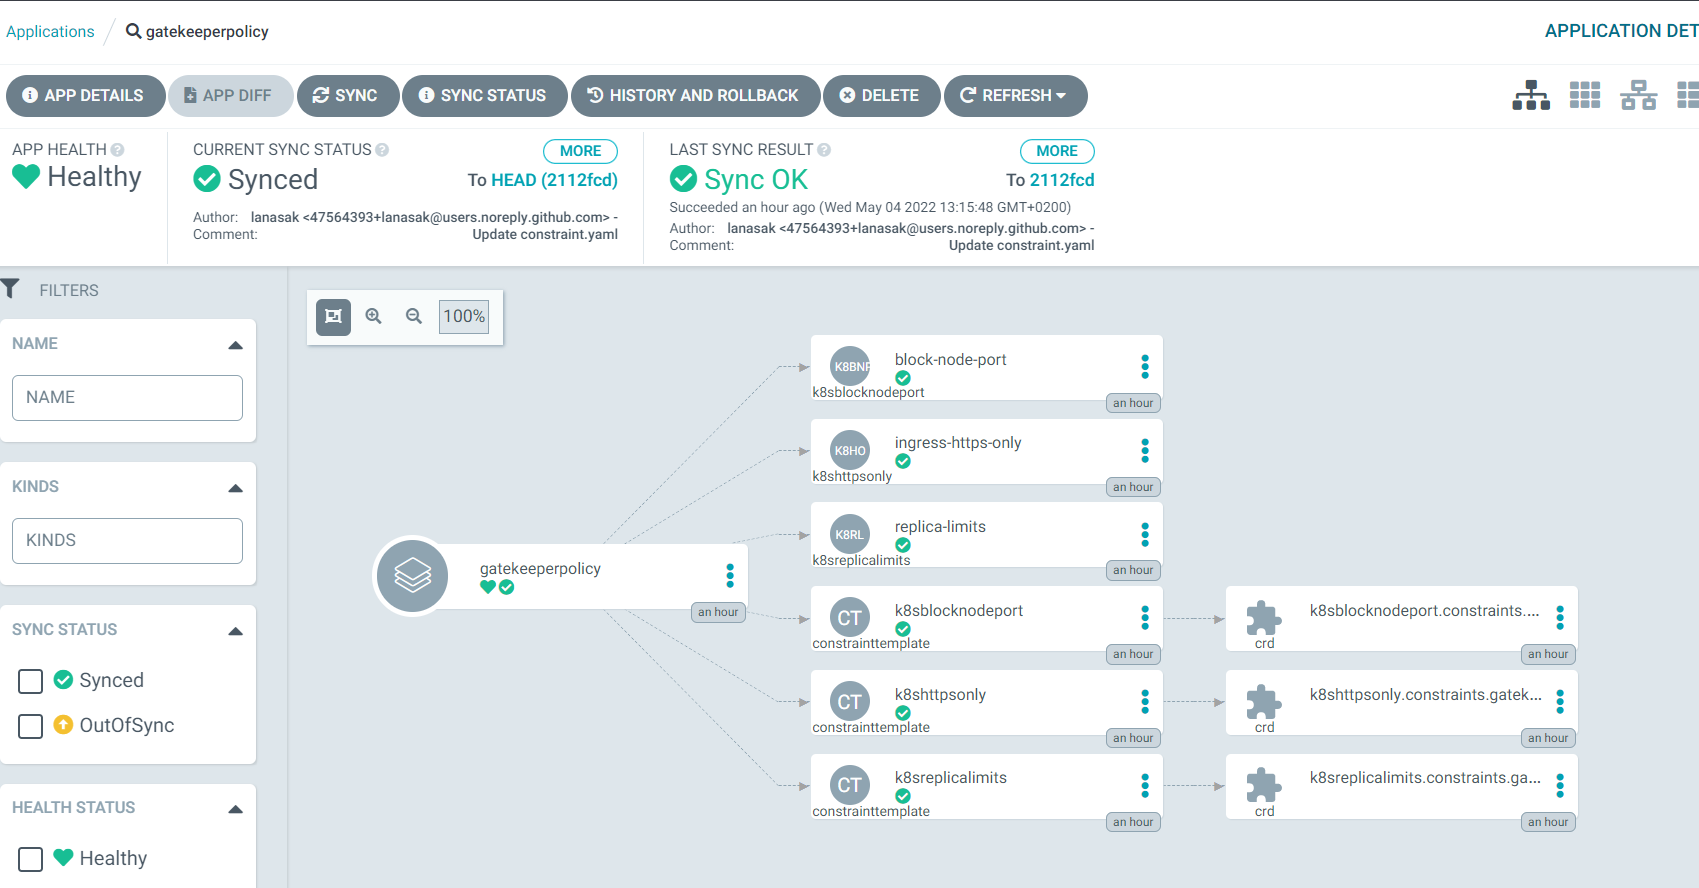 Applications / gatekeeperpolicy
APPLICATION DET
APP DETAILS
APP DIFF
SYNC
SYNC STATUS
HISTORY AND ROLLBACK
DELETE
REFRESH
APP HEALTH
Healthy
CURRENT SYNC STATUS
MORE
Synced
To HEAD (2112fcd)
Author: lanasak <47564393+lanasak@users.noreply.github.com> -
Comment: Update constraint.yaml
LAST SYNC RESULT
MORE
Sync OK
To 2112fcd
Succeeded an hour ago (Wed May 04 2022 13:15:48 GMT+0200)
Author: lanasak <47564393+lanasak@users.noreply.github.com> -
Comment: Update constraint.yaml
FILTERS
NAME
NAME
KINDS
KINDS
SYNC STATUS
Synced
OutOfSync
HEALTH STATUS
Healthy
100%
gatekeeperpolicy
an hour
K8BNP
block-node-port
k8sblocknodeport
an hour
K8HO
ingress-https-only
k8shttpsonly
an hour
K8RL
replica-limits
k8sreplicalimits
an hour
CT
k8sblocknodeport
constrainttemplate
an hour
k8sblocknodeport.constraints....
crd
an hour
CT
k8shttpsonly
constrainttemplate
an hour
k8shttpsonly.constraints.gatek...
crd
an hour
CT
k8sreplicalimits
constrainttemplate
an hour
k8sreplicalimits.constraints.ga...
crd
an hour